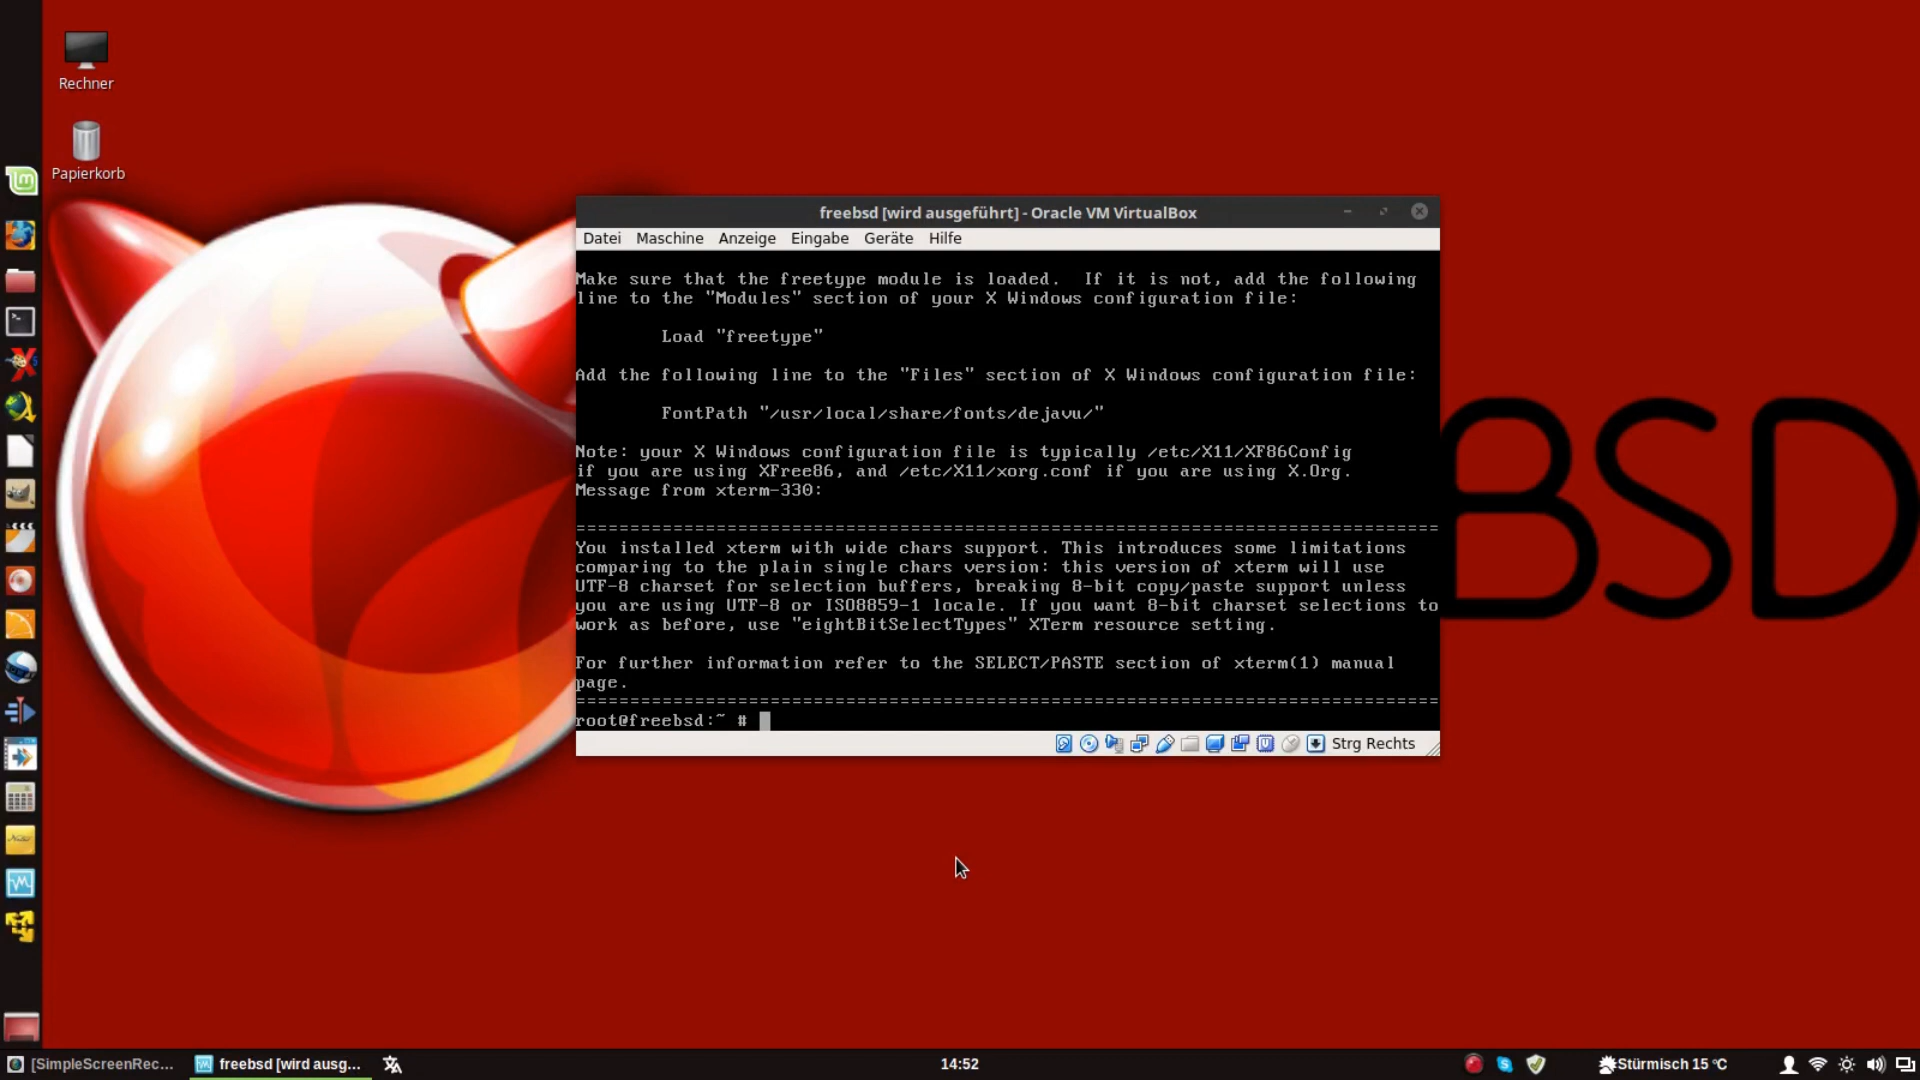 Rechner
Papierkorb
freebsd [wird ausgeführt] - Oracle VM VirtualBox
Datei Maschine Anzeige Eingabe Geräte Hilfe
Make sure that the freetype module is loaded.  If it is not, add the following
line to the "Modules" section of your X Windows configuration file:
Load "freetype"
Add the following line to the "Files" section of X Windows configuration file:
FontPath "/usr/local/share/fonts/dejavu/"
Note: your X Windows configuration file is typically /etc/X11/XF86Config
if you are using XFree86, and /etc/X11/xorg.conf if you are using X.Org.
Message from xterm-330:
================================================================================
You installed xterm with wide chars support. This introduces some limitations
comparing to the plain single chars version: this version of xterm will use
UTF-8 charset for selection buffers, breaking 8-bit copy/paste support unless
you are using UTF-8 or ISO8859-1 locale. If you want 8-bit charset selections to
work as before, use "eightBitSelectTypes" XTerm resource setting.
For further information refer to the SELECT/PASTE section of xterm(1) manual
page.
================================================================================
root@freebsd:~ #
Strg Rechts
BSD
[SimpleScreenRec... freebsd [wird ausg... 14:52 Stürmisch 15 °C